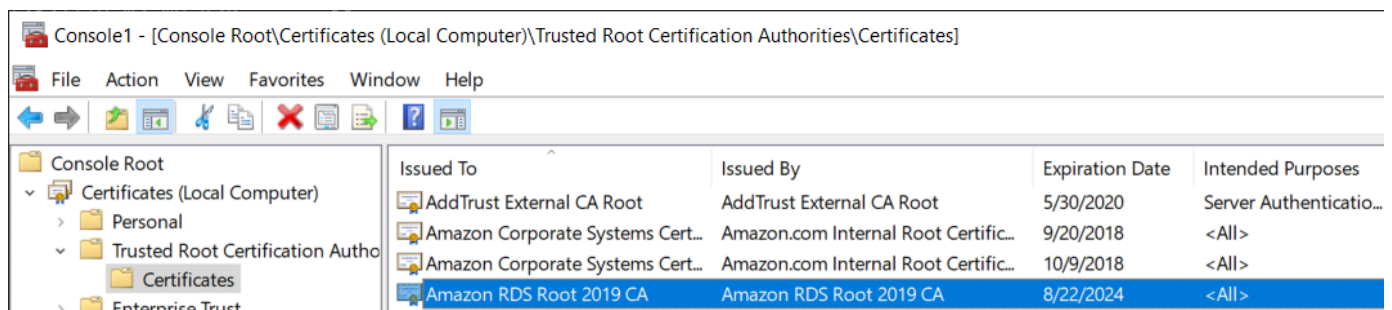 Console1 - [Console Root\Certificates (Local Computer)\Trusted Root Certification Authorities\Certificates]
File Action View Favorites Window Help
Console Root
Certificates (Local Computer)
Personal
Trusted Root Certification Autho
Certificates
Enterprise Trust
Issued To Issued By Expiration Date Intended Purposes
AddTrust External CA Root AddTrust External CA Root 5/30/2020 Server Authenticatio...
Amazon Corporate Systems Cert... Amazon.com Internal Root Certific... 9/20/2018 <All>
Amazon Corporate Systems Cert... Amazon.com Internal Root Certific... 10/9/2018 <All>
Amazon RDS Root 2019 CA Amazon RDS Root 2019 CA 8/22/2024 <All>